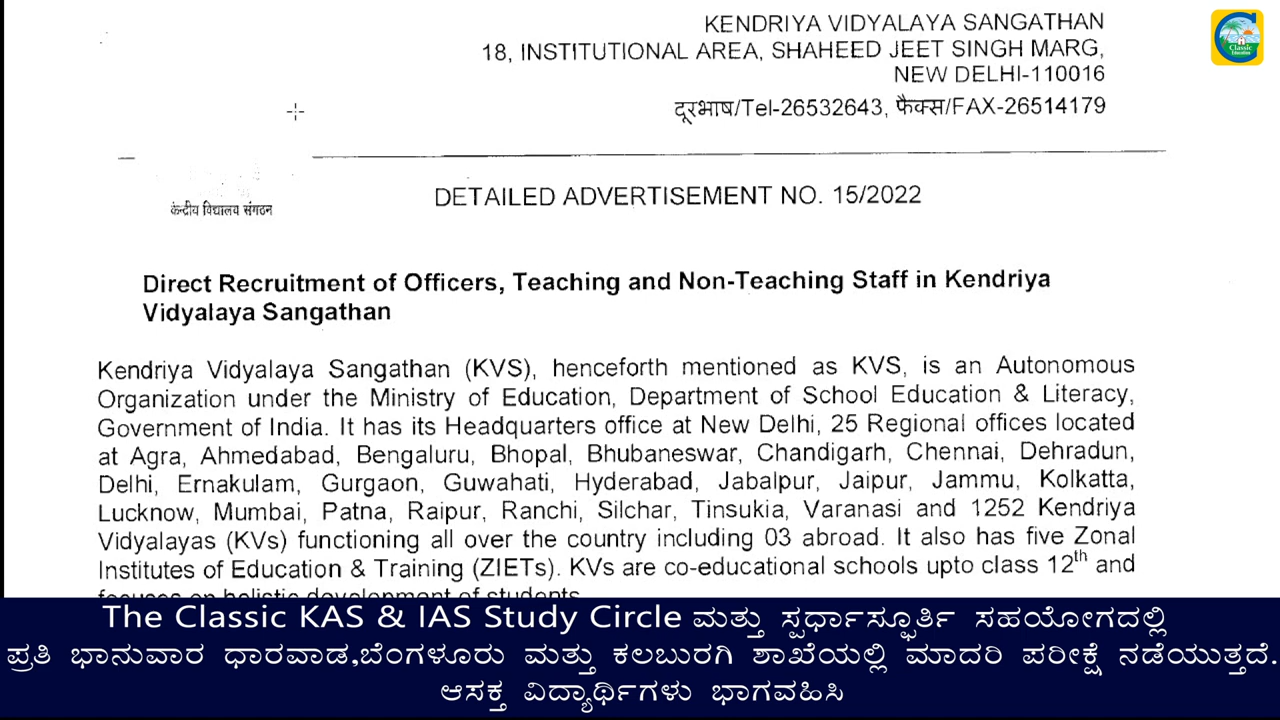 KENDRIYA VIDYALAYA SANGATHAN
18, INSTITUTIONAL AREA, SHAHEED JEET SINGH MARG,
NEW DELHI-110016
दूरभाष/Tel-26532643, फैक्स/FAX-26514179
Classic
Education
केन्द्रीय विद्यालय संगठन
DETAILED ADVERTISEMENT NO. 15/2022
Direct Recruitment of Officers, Teaching and Non-Teaching Staff in Kendriya
Vidyalaya Sangathan
Kendriya Vidyalaya Sangathan (KVS), henceforth mentioned as KVS, is an Autonomous
Organization under the Ministry of Education, Department of School Education & Literacy,
Government of India. It has its Headquarters office at New Delhi, 25 Regional offices located
at Agra, Ahmedabad, Bengaluru, Bhopal, Bhubaneswar, Chandigarh, Chennai, Dehradun,
Delhi, Ernakulam, Gurgaon, Guwahati, Hyderabad, Jabalpur, Jaipur, Jammu, Kolkatta,
Lucknow, Mumbai, Patna, Raipur, Ranchi, Silchar, Tinsukia, Varanasi and 1252 Kendriya
Vidyalayas (KVs) functioning all over the country including 03 abroad. It also has five Zonal
Institutes of Education & Training (ZIETs). KVs are co-educational schools upto class 12th and
focuses on holistic development of students
The Classic KAS & IAS Study Circle ಮತ್ತು ಸ್ಪರ್ಧಾಸ್ಫೂರ್ತಿ ಸಹಯೋಗದಲ್ಲಿ
ಪ್ರತಿ ಭಾನುವಾರ ಧಾರವಾಡ,ಬೆಂಗಳೂರು ಮತ್ತು ಕಲಬುರಗಿ ಶಾಖೆಯಲ್ಲಿ ಮಾದರಿ ಪರೀಕ್ಷೆ ನಡೆಯುತ್ತದೆ.
ಆಸಕ್ತ ವಿದ್ಯಾರ್ಥಿಗಳು ಭಾಗವಹಿಸಿ